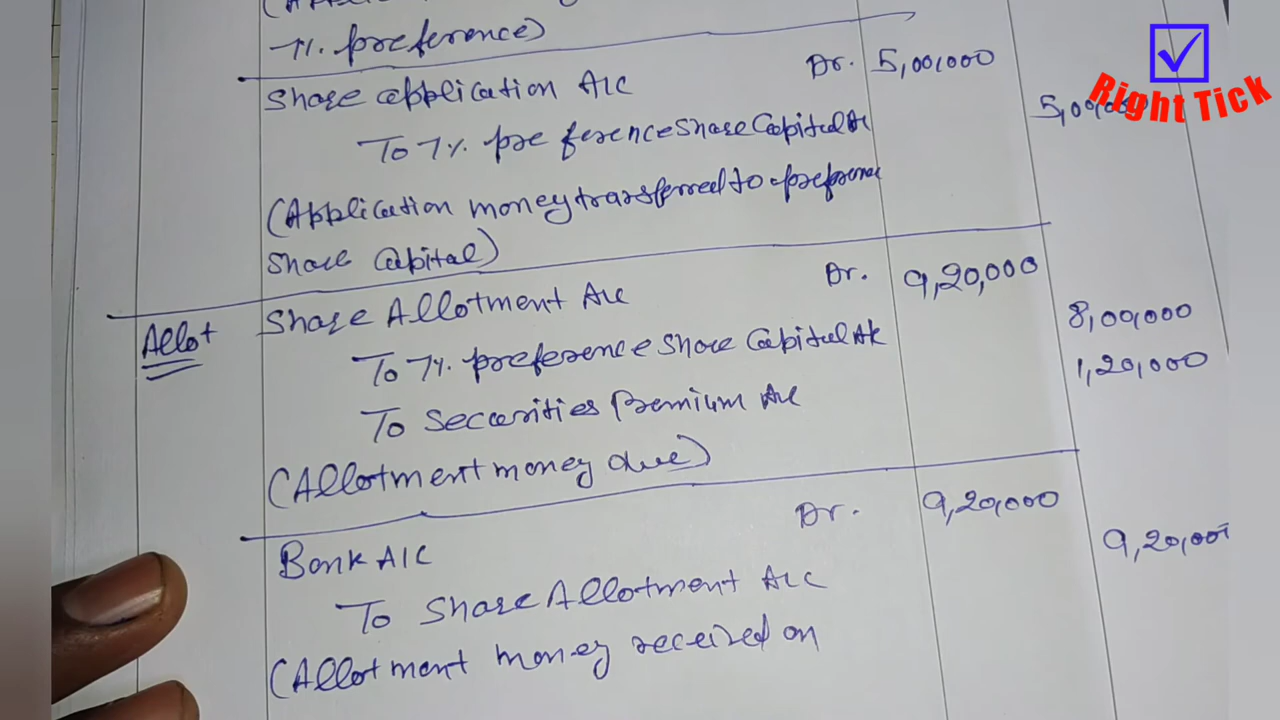 7%. preference)
Share application A/c Dr. 5,00,000
To 7% preference Share Capital A/c
(Application money transferred to preference
Share Capital)
Allot Share Allotment A/c Dr. 9,20,000
To 7%. preference Share Capital A/c 8,00,000
To Securities Premium A/c 1,20,000
(Allotment money due)
Bank A/c Dr. 9,20,000
To Share Allotment A/c 9,20,000
(Allotment money received on
Right Tick